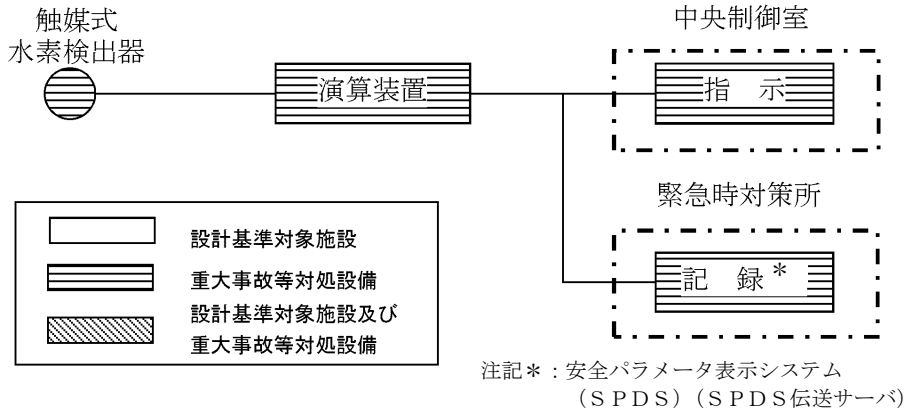 触媒式
水素検出器
演算装置
中央制御室
指　示
緊急時対策所
記　録＊
設計基準対象施設
重大事故等対処設備
設計基準対象施設及び
重大事故等対処設備
注記＊：安全パラメータ表示システム
（ＳＰＤＳ）（ＳＰＤＳ伝送サーバ）